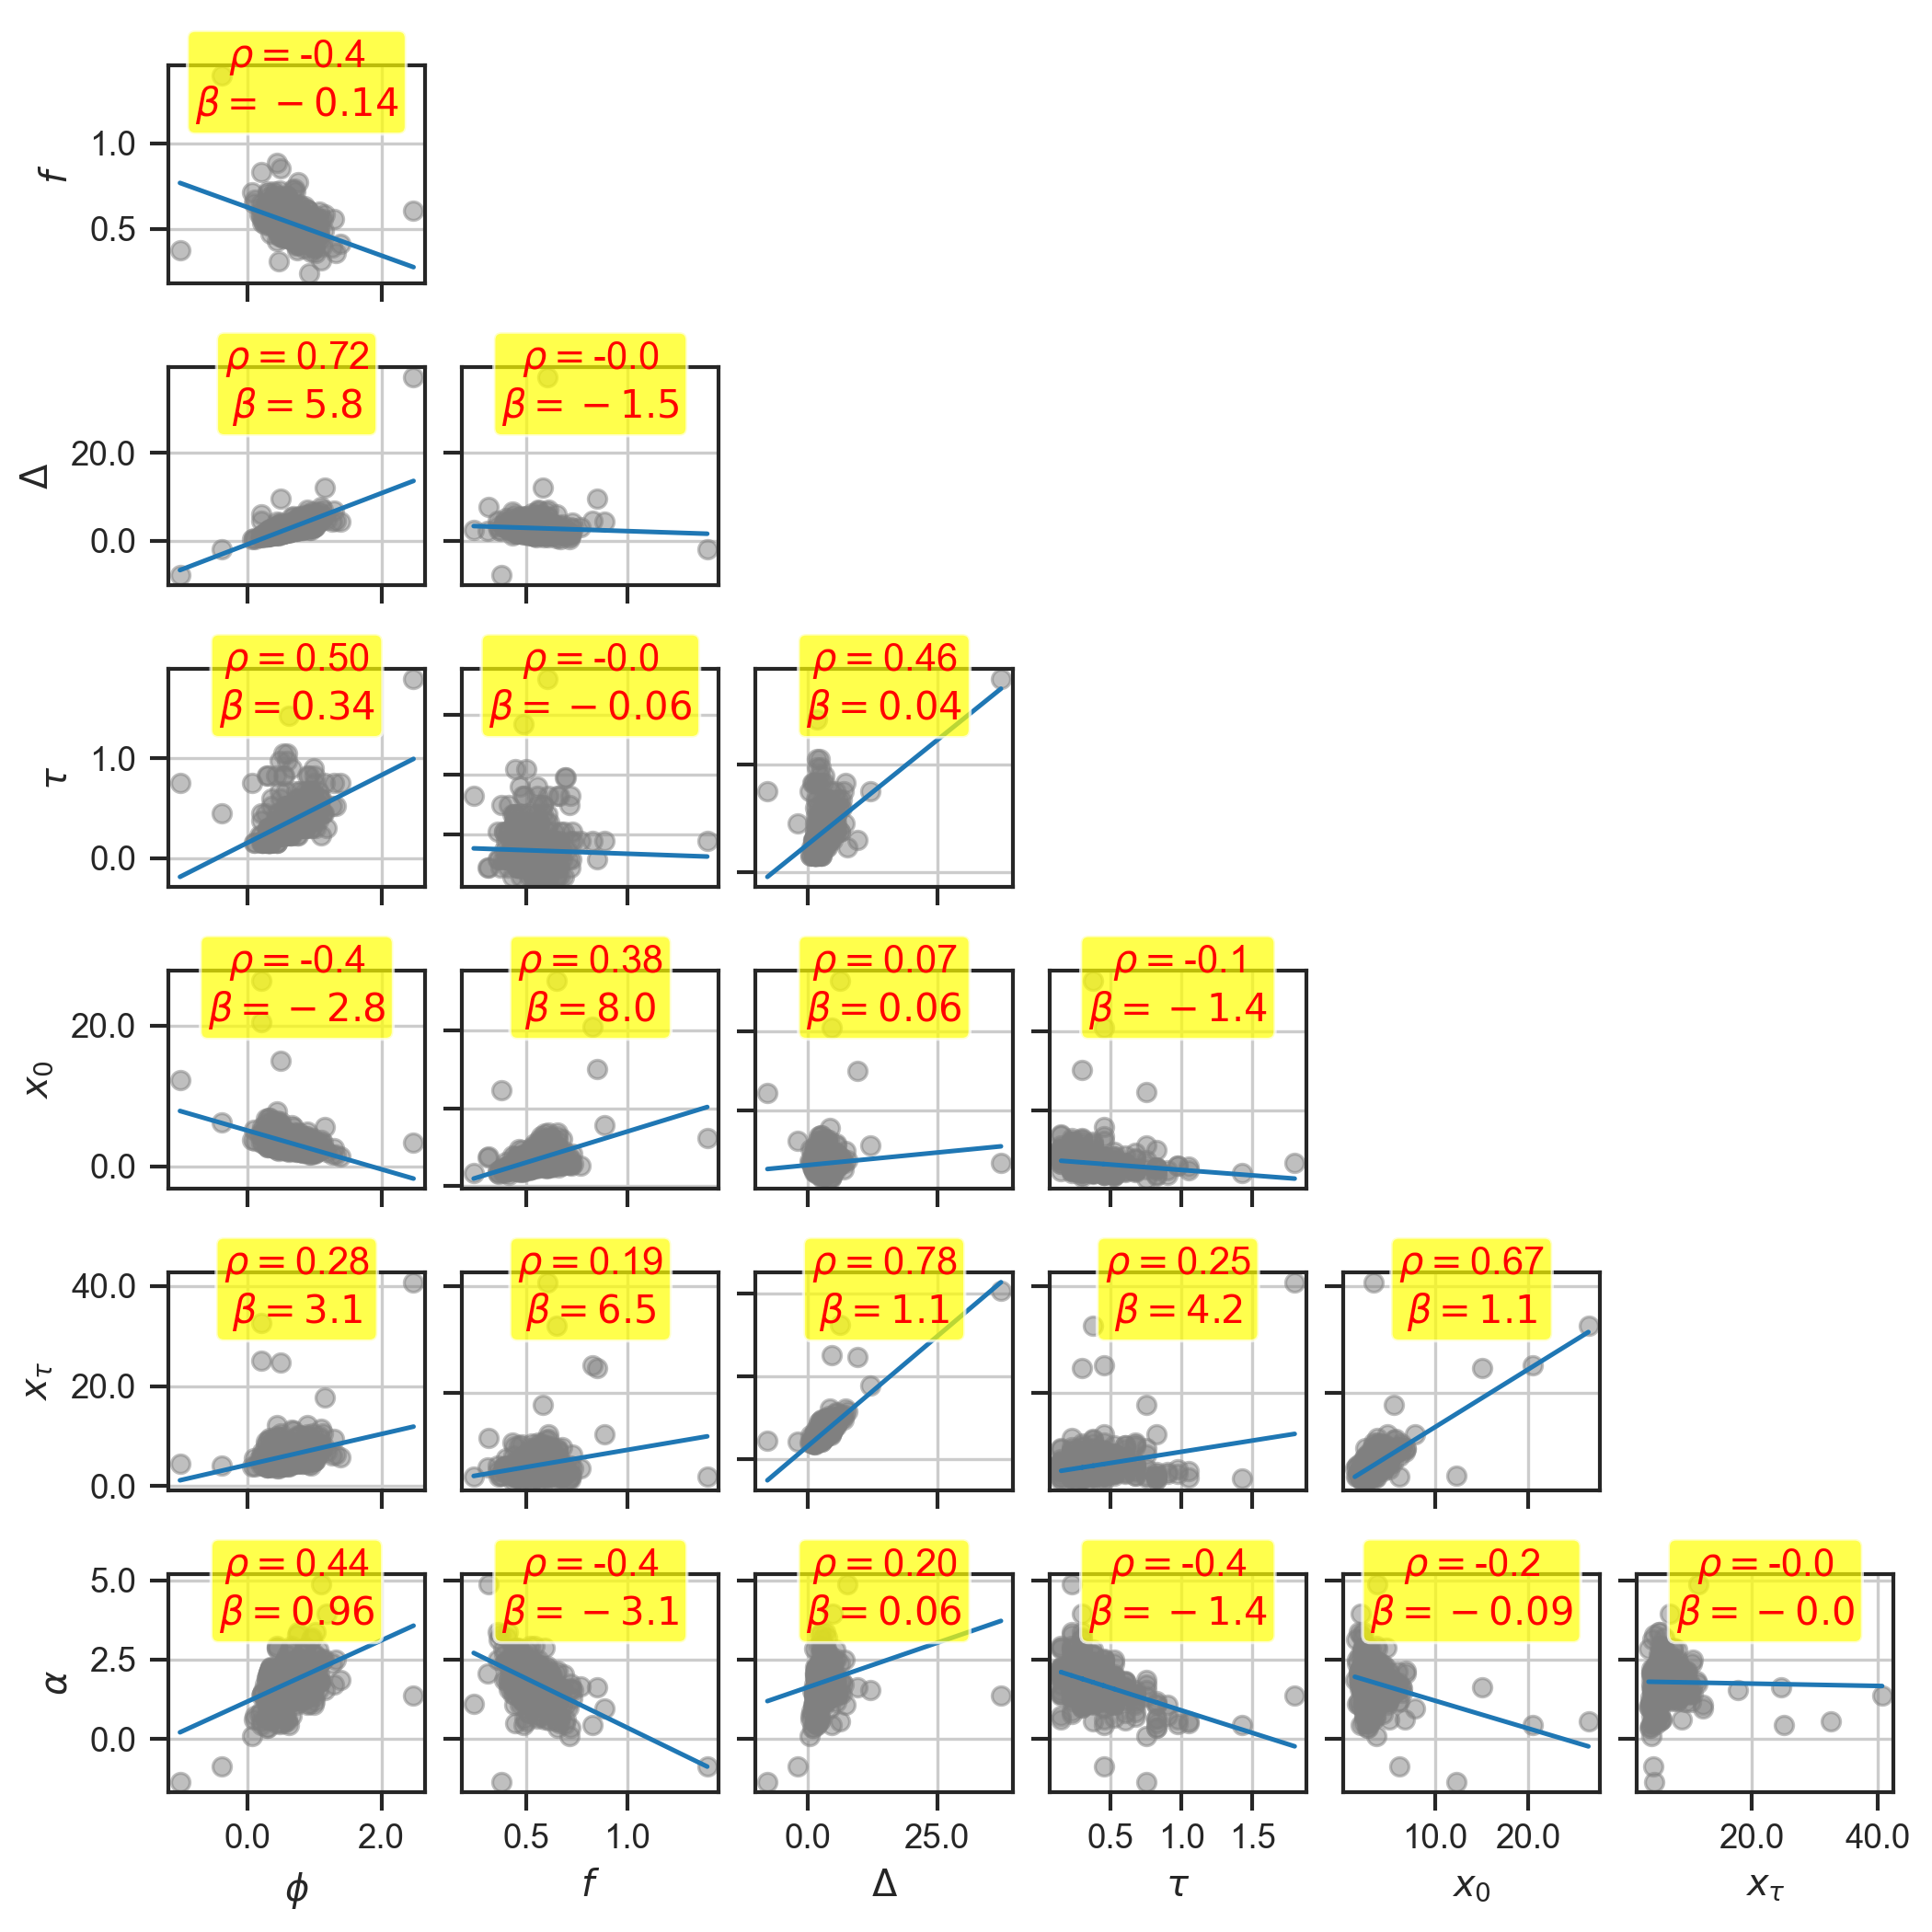 ρ = -0.4
β = −0.14
1.0
f
0.5
ρ = 0.72
β = 5.8
ρ = -0.0
β = −1.5
20.0
Δ
0.0
ρ = 0.50
β = 0.34
ρ = -0.0
β = −0.06
ρ = 0.46
β = 0.04
1.0
τ
0.0
ρ = -0.4
β = −2.8
ρ = 0.38
β = 8.0
ρ = 0.07
β = 0.06
ρ = -0.1
β = −1.4
20.0
x₀
0.0
ρ = 0.28
β = 3.1
ρ = 0.19
β = 6.5
ρ = 0.78
β = 1.1
ρ = 0.25
β = 4.2
ρ = 0.67
β = 1.1
40.0
x_τ
20.0
0.0
ρ = 0.44
β = 0.96
ρ = -0.4
β = −3.1
ρ = 0.20
β = 0.06
ρ = -0.4
β = −1.4
ρ = -0.2
β = −0.09
ρ = -0.0
β = −0.0
5.0
2.5
α
0.0
0.0 2.0 0.5 1.0 0.0 25.0 0.5 1.0 1.5 10.0 20.0 20.0 40.0
ϕ f Δ τ x₀ x_τ